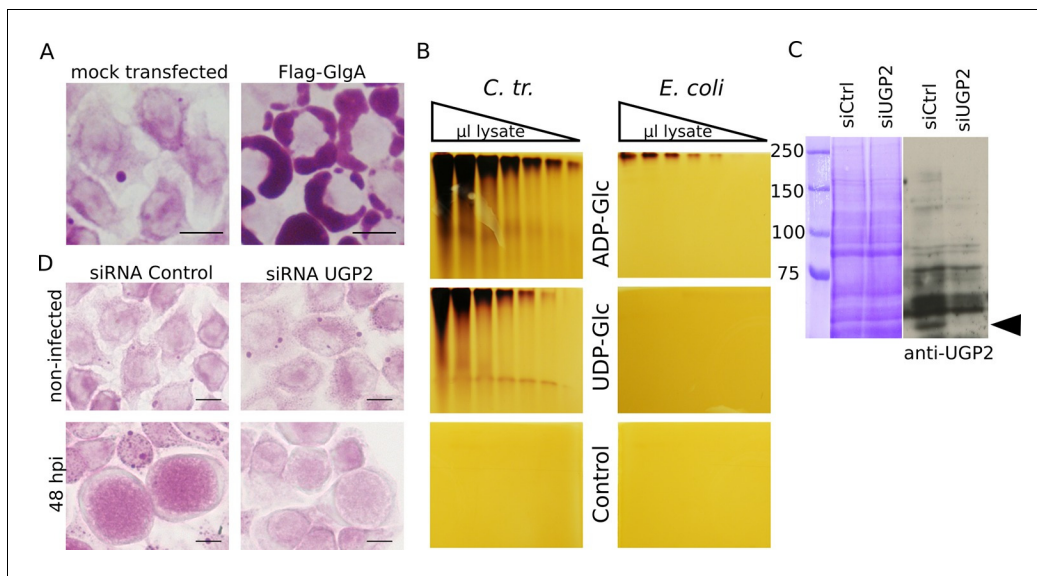 A
mock transfected
Flag-GlgA
B
C. tr.
E. coli
µl lysate
µl lysate
ADP-Glc
UDP-Glc
Control
C
siCtrl
siUGP2
siCtrl
siUGP2
250
150
100
75
anti-UGP2
D
siRNA Control
siRNA UGP2
non-infected
48 hpi